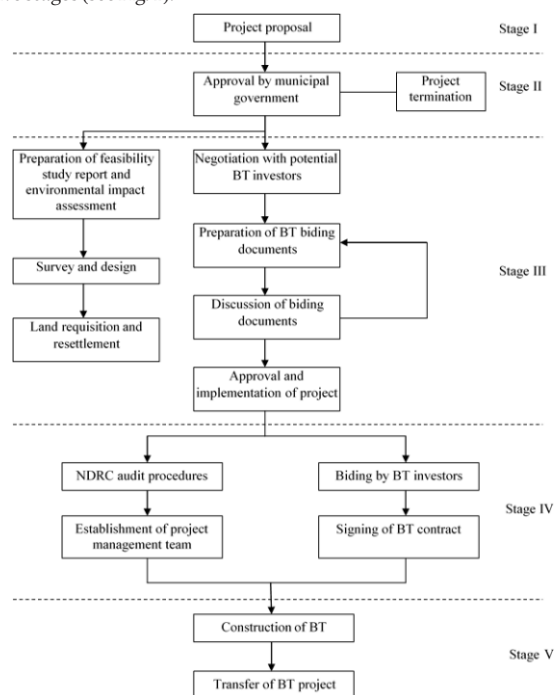 Project proposal
Stage I
Approval by municipal
government
Project
termination
Stage II
Preparation of feasibility
study report and
environmental impact
assessment
Negotiation with potential
BT investors
Preparation of BT biding
documents
Survey and design
Stage III
Discussion of biding
documents
Land requisition and
resettlement
Approval and
implementation of project
NDRC audit procedures
Biding by BT investors
Stage IV
Establishment of project
management team
Signing of BT contract
Construction of BT
Stage V
Transfer of BT project